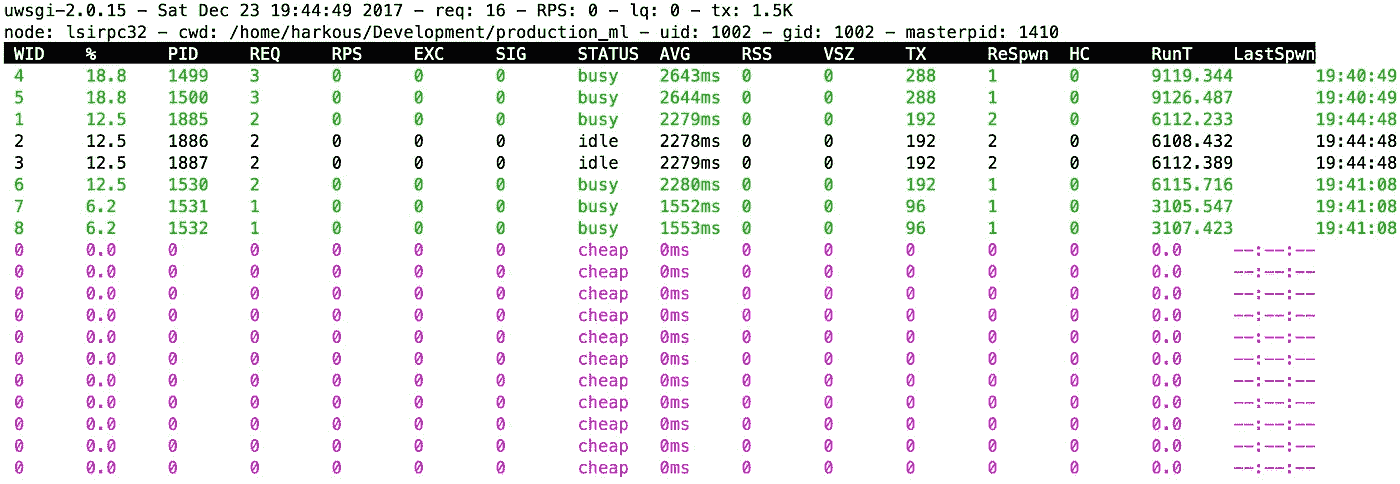 uwsgi-2.0.15 - Sat Dec 23 19:44:49 2017 - req: 16 - RPS: 0 - lq: 0 - tx: 1.5K
node: lsirpc32 - cwd: /home/harkous/Development/production_ml - uid: 1002 - gid: 1002 - masterpid: 1410
WID % PID REQ RPS EXC SIG STATUS AVG RSS VSZ TX ReSpwn HC RunT LastSpwn
4 18.8 1499 3 0 0 0 busy 2643ms 0 0 288 1 0 9119.344 19:40:49
5 18.8 1500 3 0 0 0 busy 2644ms 0 0 288 1 0 9126.487 19:40:49
1 12.5 1885 2 0 0 0 busy 2279ms 0 0 192 2 0 6112.233 19:44:48
2 12.5 1886 2 0 0 0 idle 2278ms 0 0 192 2 0 6108.432 19:44:48
3 12.5 1887 2 0 0 0 idle 2279ms 0 0 192 2 0 6112.389 19:44:48
6 12.5 1530 2 0 0 0 busy 2280ms 0 0 192 1 0 6115.716 19:41:08
7 6.2 1531 1 0 0 0 busy 1552ms 0 0 96 1 0 3105.547 19:41:08
8 6.2 1532 1 0 0 0 busy 1553ms 0 0 96 1 0 3107.423 19:41:08
0 0.0 0 0 0 0 0 cheap 0ms 0 0 0 0 0 0.0 --:--:--
0 0.0 0 0 0 0 0 cheap 0ms 0 0 0 0 0 0.0 --:--:--
0 0.0 0 0 0 0 0 cheap 0ms 0 0 0 0 0 0.0 --:--:--
0 0.0 0 0 0 0 0 cheap 0ms 0 0 0 0 0 0.0 --:--:--
0 0.0 0 0 0 0 0 cheap 0ms 0 0 0 0 0 0.0 --:--:--
0 0.0 0 0 0 0 0 cheap 0ms 0 0 0 0 0 0.0 --:--:--
0 0.0 0 0 0 0 0 cheap 0ms 0 0 0 0 0 0.0 --:--:--
0 0.0 0 0 0 0 0 cheap 0ms 0 0 0 0 0 0.0 --:--:--
0 0.0 0 0 0 0 0 cheap 0ms 0 0 0 0 0 0.0 --:--:--
0 0.0 0 0 0 0 0 cheap 0ms 0 0 0 0 0 0.0 --:--:--
0 0.0 0 0 0 0 0 cheap 0ms 0 0 0 0 0 0.0 --:--:--